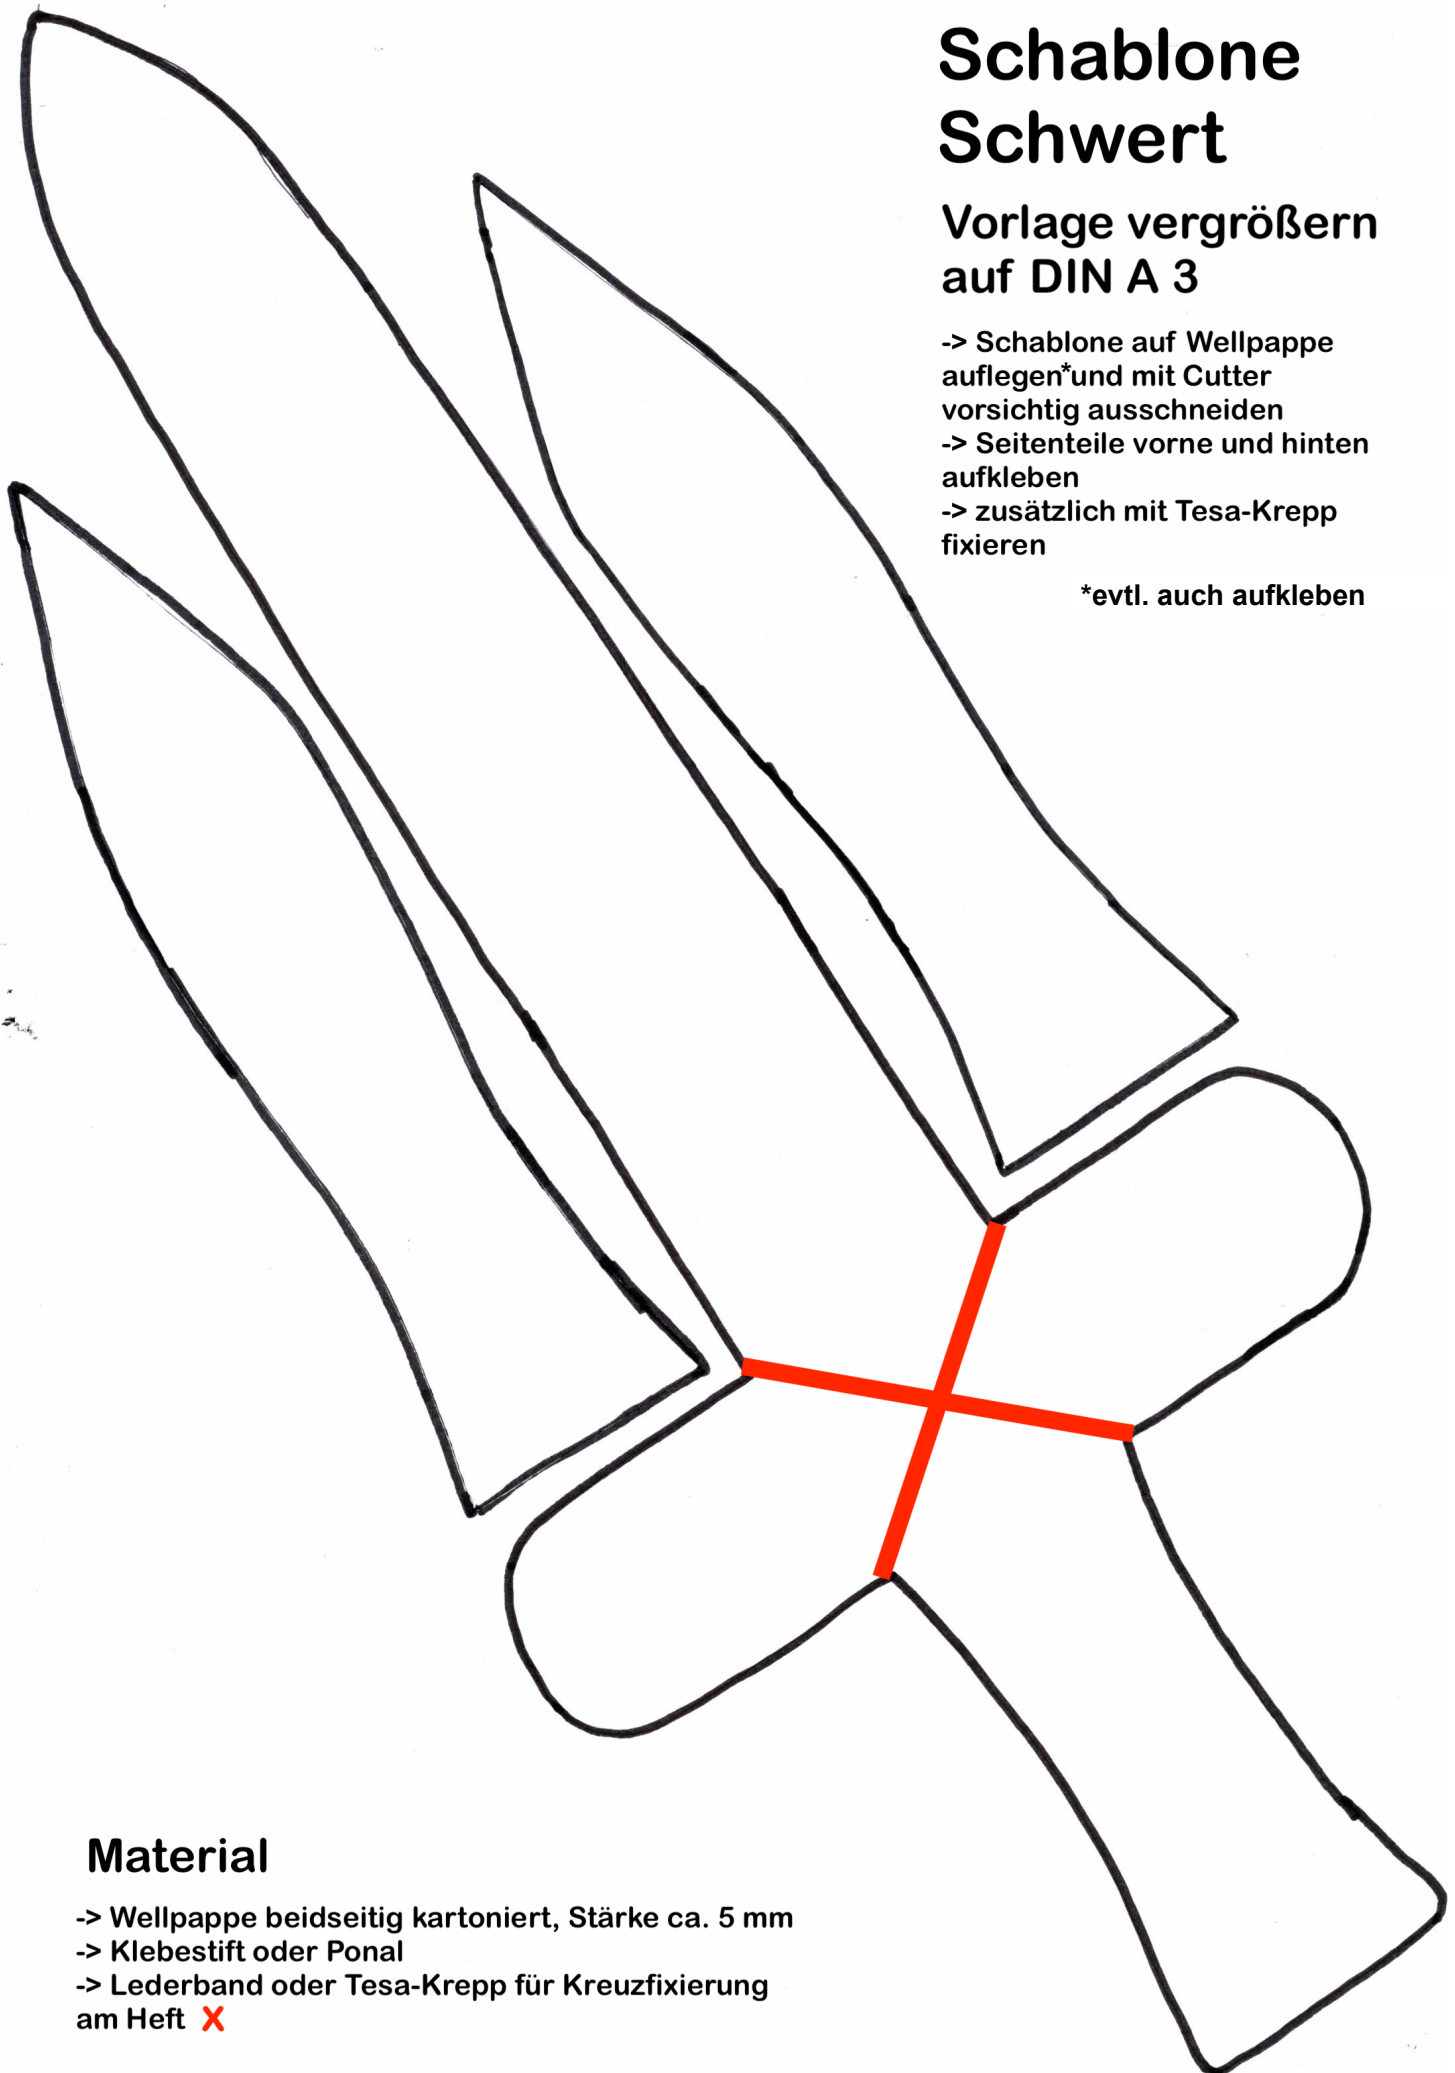 Schablone
Schwert
Vorlage vergrößern
auf DIN A 3
-> Schablone auf Wellpappe
auflegen*und mit Cutter
vorsichtig ausschneiden
-> Seitenteile vorne und hinten
aufkleben
-> zusätzlich mit Tesa-Krepp
fixieren
*evtl. auch aufkleben
Material
-> Wellpappe beidseitig kartoniert, Stärke ca. 5 mm
-> Klebestift oder Ponal
-> Lederband oder Tesa-Krepp für Kreuzfixierung
am Heft X